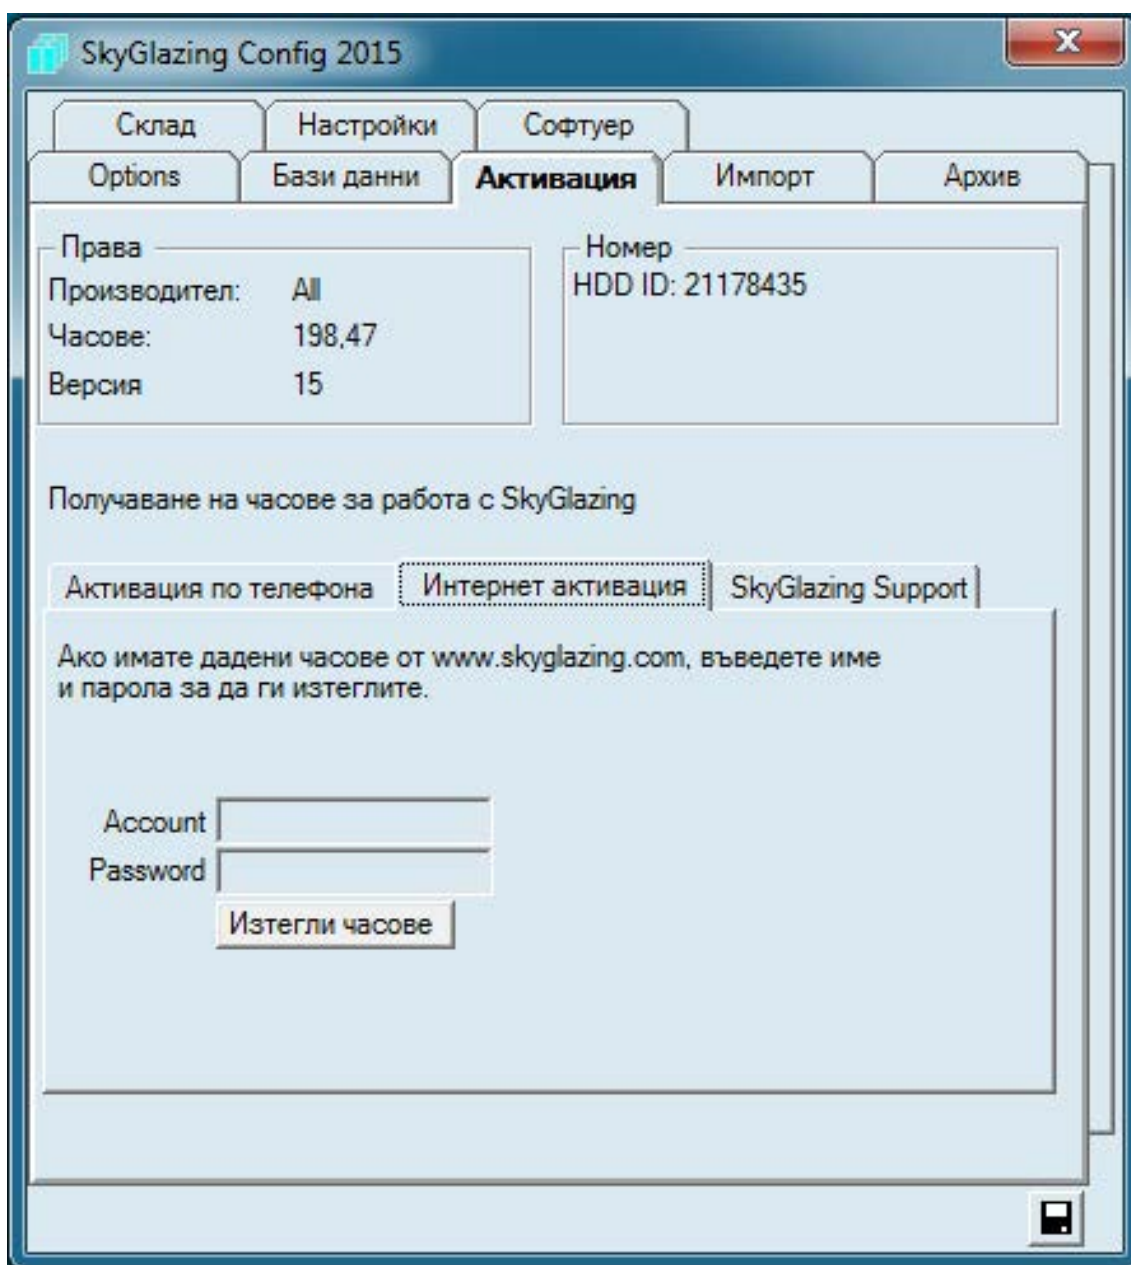 SkyGlazing Config 2015
Склад Настройки Софтуер
Options Бази данни Активация Импорт Архив
Права
Производител: All
Часове: 198,47
Версия 15
Номер
HDD ID: 21178435
Получаване на часове за работа с SkyGlazing
Активация по телефона Интернет активация SkyGlazing Support
Ако имате дадени часове от www.skyglazing.com, въведете име
и парола за да ги изтеглите.
Account
Password
Изтегли часове